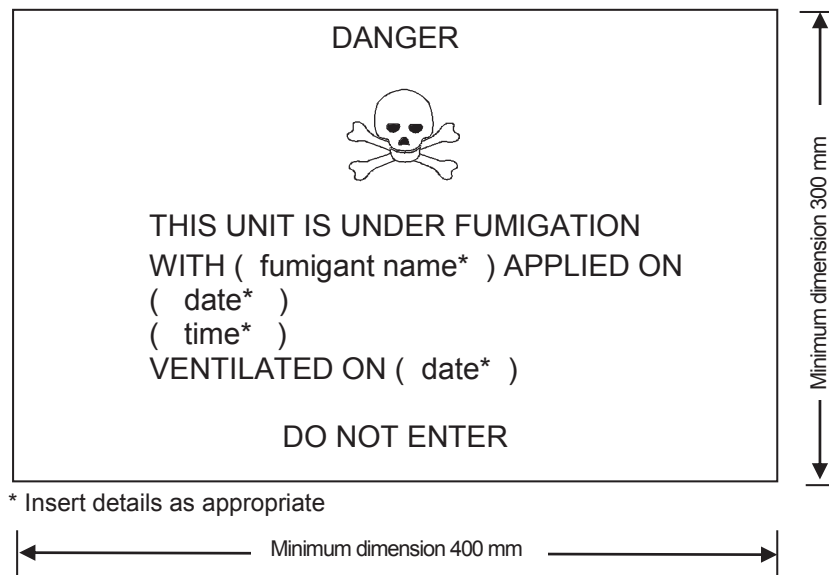 DANGER
THIS UNIT IS UNDER FUMIGATION
WITH ( fumigant name* ) APPLIED ON
( date* )
( time* )
VENTILATED ON ( date* )
DO NOT ENTER
Minimum dimension 300 mm
* Insert details as appropriate
Minimum dimension 400 mm